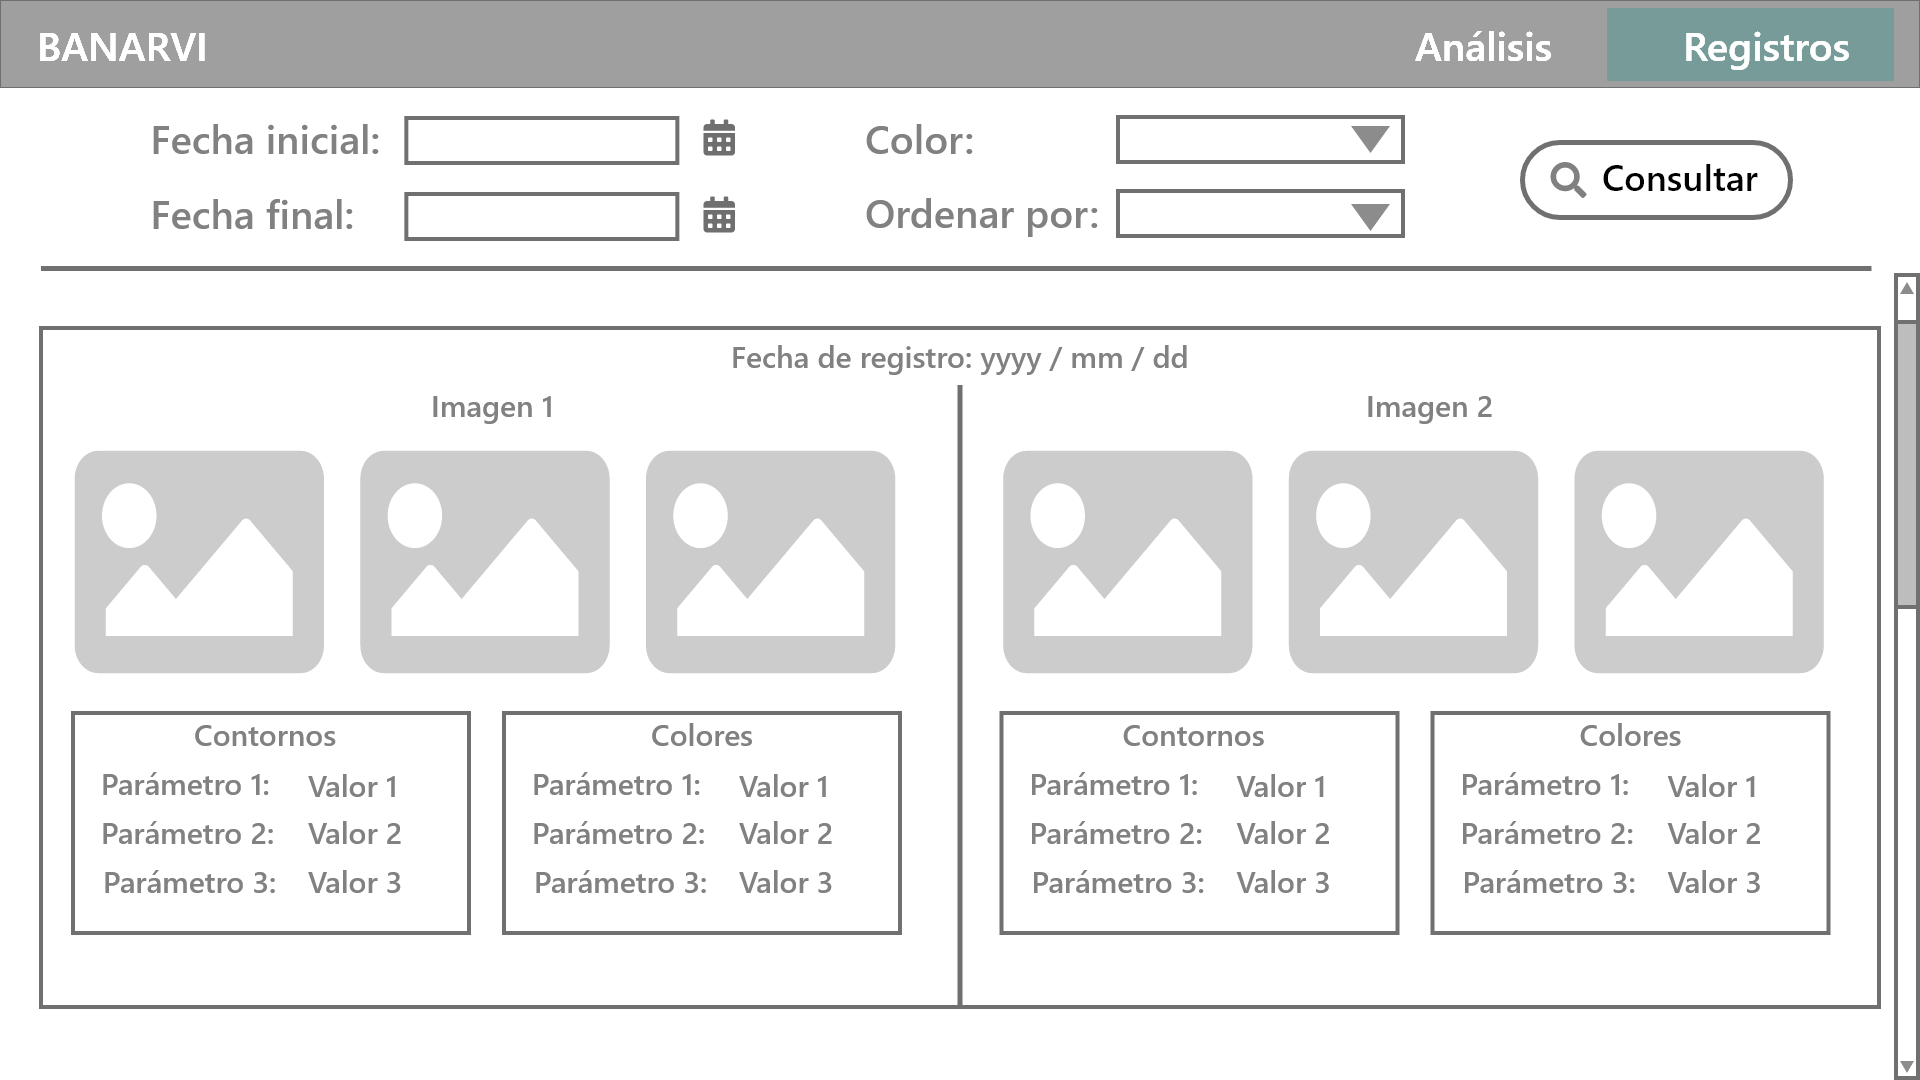 BANARVI
Análisis
Registros
Fecha inicial:
Color:
Fecha final:
Ordenar por:
Consultar
Fecha de registro: yyyy / mm / dd
Imagen 1
Contornos
Parámetro 1: Valor 1
Parámetro 2: Valor 2
Parámetro 3: Valor 3
Colores
Parámetro 1: Valor 1
Parámetro 2: Valor 2
Parámetro 3: Valor 3
Imagen 2
Contornos
Parámetro 1: Valor 1
Parámetro 2: Valor 2
Parámetro 3: Valor 3
Colores
Parámetro 1: Valor 1
Parámetro 2: Valor 2
Parámetro 3: Valor 3